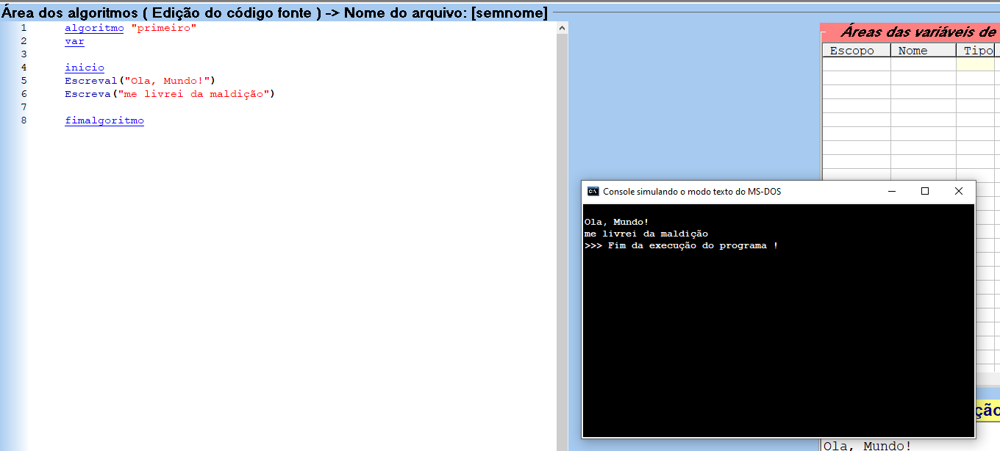 Área dos algoritmos ( Edição do código fonte ) -> Nome do arquivo: [semnome]
1 algoritmo "primeiro"
2 var
3
4 inicio
5 Escreval("Ola, Mundo!")
6 Escreva("me livrei da maldição")
7
8 fimalgoritmo
Áreas das variáveis de
Escopo Nome Tipo
Console simulando o modo texto do MS-DOS
Ola, Mundo!
me livrei da maldição
>>> Fim da execução do programa !
ção
Ola, Mundo!